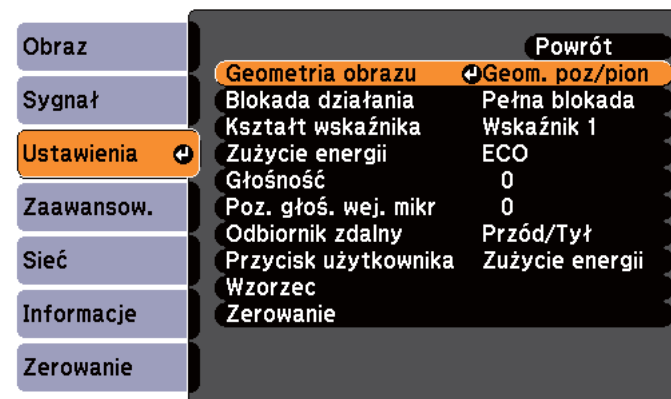 Obraz
Sygnał
Ustawienia
Zaawansow.
Sieć
Informacje
Zerowanie
Powrót
Geometria obrazu Geom. poz/pion
Blokada działania Pełna blokada
Kształt wskaźnika Wskaźnik 1
Zużycie energii ECO
Głośność 0
Poz. głoś. wej. mikr 0
Odbiornik zdalny Przód/Tył
Przycisk użytkownika Zużycie energii
Wzorzec
Zerowanie